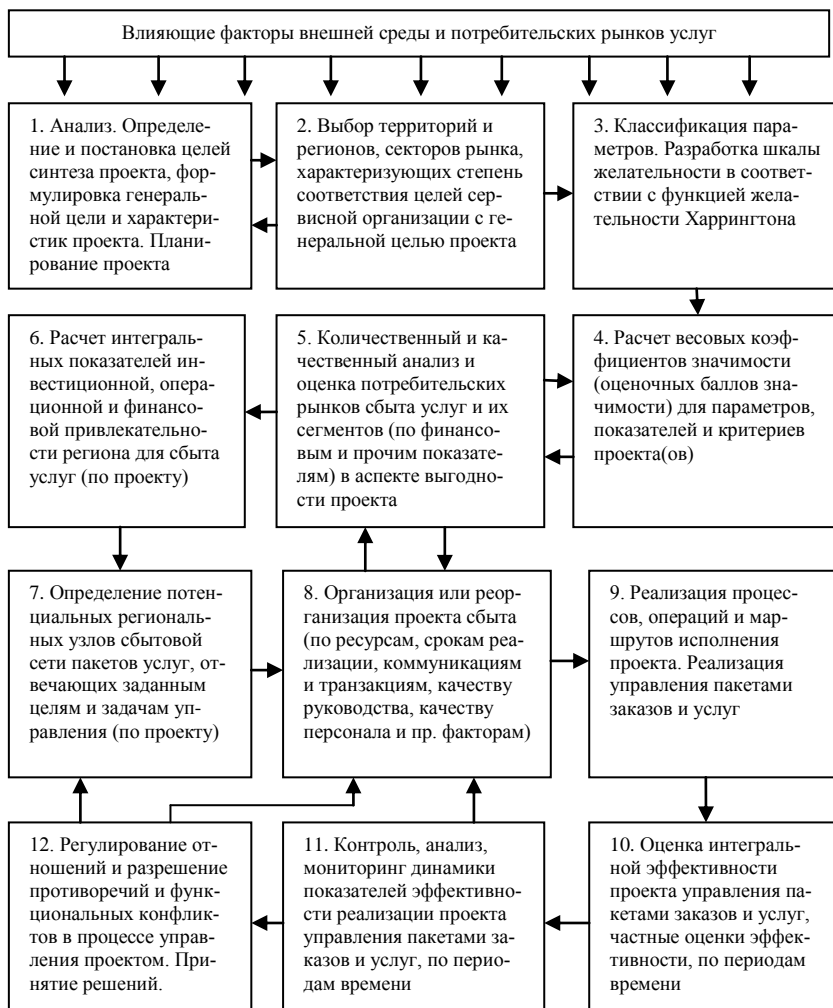 Влияющие факторы внешней среды и потребительских рынков услуг
1. Анализ. Определе-
ние и постановка целей
синтеза проекта, фор-
мулировка генераль-
ной цели и характери-
стик проекта. Плани-
рование проекта
2. Выбор территорий и
регионов, секторов рынка,
характеризующих степень
соответствия целей сер-
висной организации с ге-
неральной целью проекта
3. Классификация пара-
метров. Разработка шкалы
желательности в соответ-
ствии с функцией жела-
тельности Харрингтона
6. Расчет интеграль-
ных показателей ин-
вестиционной, опера-
ционной и финансо-
вой привлекательно-
сти региона для сбыта
услуг (по проекту)
5. Количественный и ка-
чественный анализ и
оценка потребительских
рынков сбыта услуг и их
сегментов (по финансо-
вым и прочим показате-
лям) в аспекте выгодно-
сти проекта
4. Расчет весовых коэф-
фициентов значимости
(оценочных баллов зна-
чимости) для параметров,
показателей и критериев
проекта(ов)
7. Определение потен-
циальных региональ-
ных узлов сбытовой
сети пакетов услуг, от-
вечающих заданным
целям и задачам уп-
равления (по проекту)
8. Организация или реор-
ганизация проекта сбыта
(по ресурсам, срокам реа-
лизации, коммуникациям
и транзакциям, качеству
руководства, качеству
персонала и пр. факторам)
9. Реализация процес-
сов, операций и мар-
шрутов исполнения
проекта. Реализация
управления пакетами
заказов и услуг
12. Регулирование от-
ношений и разрешение
противоречий и функ-
циональных конфлик-
тов в процессе управ-
ления проектом. При-
нятие решений.
11. Контроль, анализ,
мониторинг динамики
показателей эффективно-
сти реализации проекта
управления пакетами за-
казов и услуг, по перио-
дам времени
10. Оценка интеграль-
ной эффективности
проекта управления па-
кетами заказов и услуг,
частные оценки эффек-
тивности, по периодам
времени